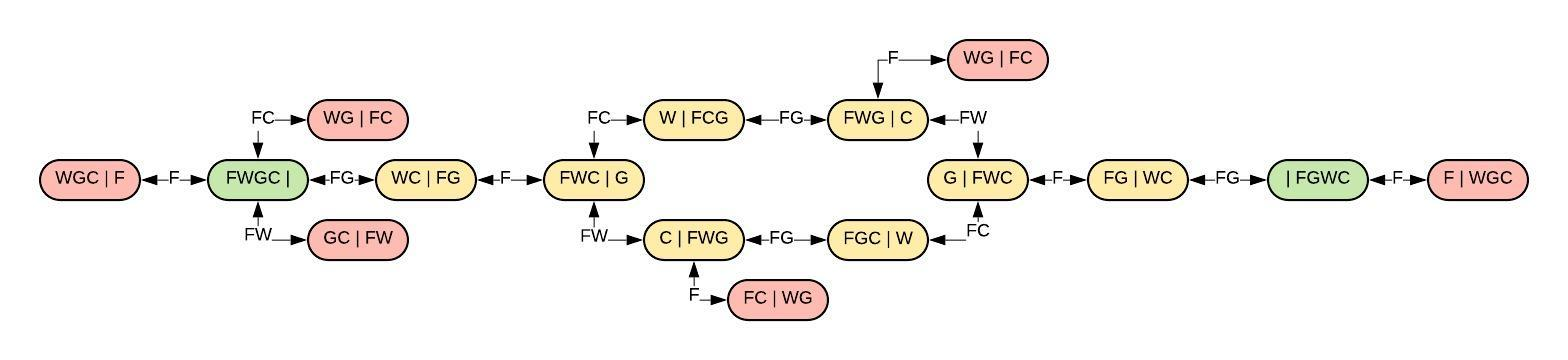 F
WG | FC
FC
WG | FC
FC
W | FCG
FG
FWG | C
FW
WGC | F
F
FWGC |
FG
WC | FG
F
FWC | G
G | FWC
F
FG | WC
FG
| FGWC
F
F | WGC
FW
GC | FW
FW
C | FWG
FG
FGC | W
FC
F
FC | WG